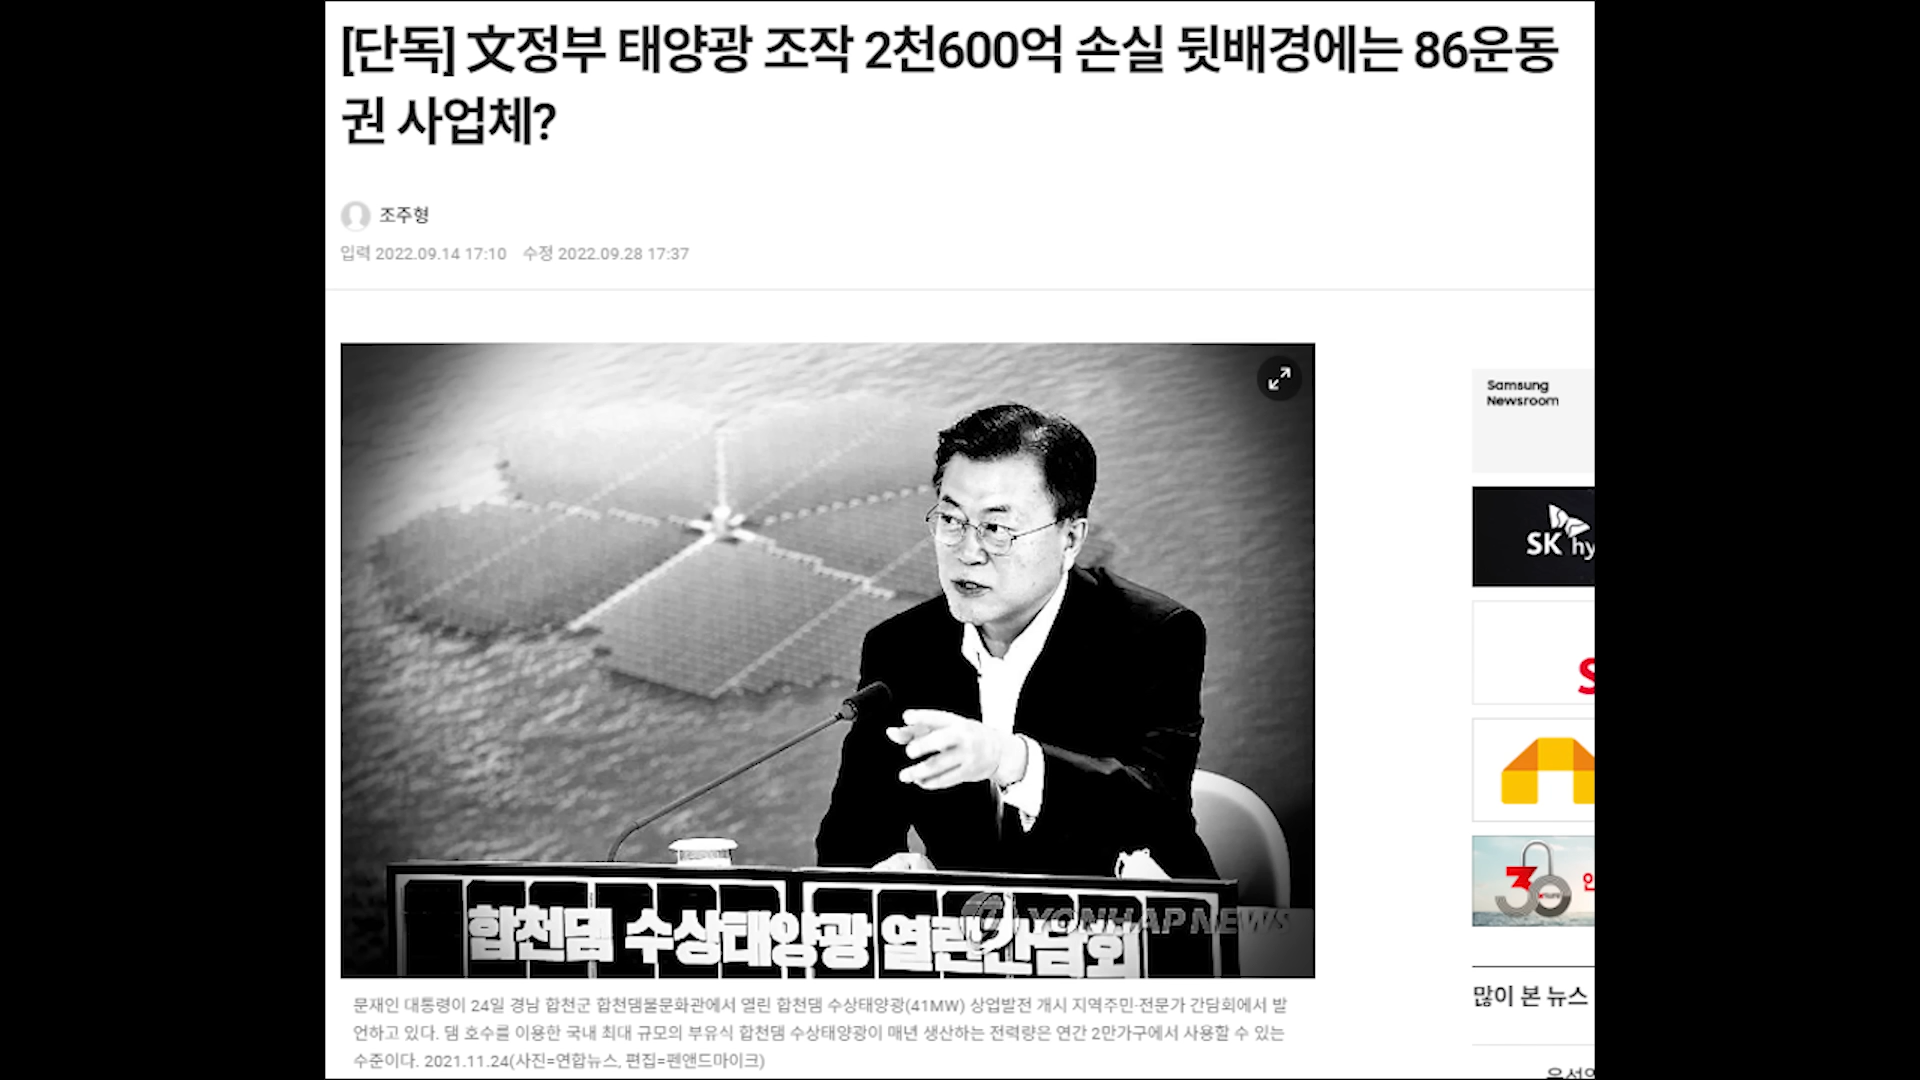 [단독] 文정부 태양광 조작 2천600억 손실 뒷배경에는 86운동
권 사업체?
조주형
입력 2022.09.14 17:10 수정 2022.09.28 17:37
Samsung
Newsroom
SK hy
S
36
합천댐 수상태양광 열린간담회
YONHAP NEWS
문재인 대통령이 24일 경남 합천군 합천댐물문화관에서 열린 합천댐 수상태양광(41MW) 상업발전 개시 지역주민·전문가 간담회에서 발
언하고 있다. 댐 호수를 이용한 국내 최대 규모의 부유식 합천댐 수상태양광이 매년 생산하는 전력량은 연간 2만가구에서 사용할 수 있는
수준이다. 2021.11.24(사진=연합뉴스, 편집=펜앤드마이크)
많이 본 뉴스